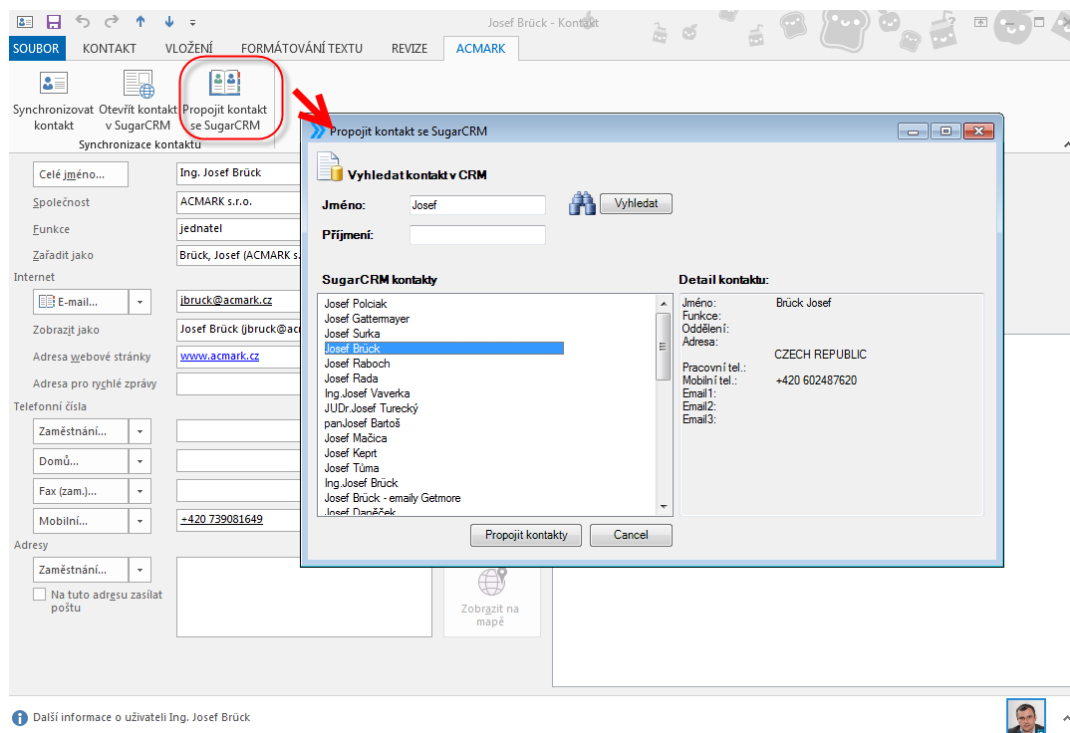 Josef Brück - Kontakt
SOUBOR KONTAKT VLOŽENÍ FORMÁTOVÁNÍ TEXTU REVIZE ACMARK
Synchronizovat kontakt
Otevřít kontakt v SugarCRM
Propojit kontakt se SugarCRM
Synchronizace kontaktu
Celé jméno... Ing. Josef Brück
Společnost ACMARK s.r.o.
Funkce jednatel
Zařadit jako Brück, Josef (ACMARK s.
Internet
E-mail... jbruck@acmark.cz
Zobrazit jako Josef Brück (jbruck@acr
Adresa webové stránky www.acmark.cz
Adresa pro rychlé zprávy
Telefonní čísla
Zaměstnání...
Domů...
Fax (zam.)...
Mobilní... +420 739081649
Adresy
Zaměstnání...
Na tuto adresu zasílat
poštu
Zobrazit na
mapě
Propojit kontakt se SugarCRM
Vyhledat kontakt v CRM
Jméno: Josef Vyhledat
Příjmení:
SugarCRM kontakty
Josef Polciak
Josef Gattermayer
Josef Surka
Josef Brück
Josef Raboch
Josef Rada
Ing.Josef Vaverka
JUDr.Josef Turecký
panJosef Bartoš
Josef Mačica
Josef Keprt
Josef Tůma
Ing.Josef Brück
Josef Brück - emaily Getmore
Josef Daněček
Detail kontaktu:
Jméno: Brück Josef
Funkce:
Oddělení:
Adresa:
CZECH REPUBLIC
Pracovní tel.:
Mobilní tel.: +420 602487620
Email1:
Email2:
Email3:
Propojit kontakty Cancel
Další informace o uživateli Ing. Josef Brück